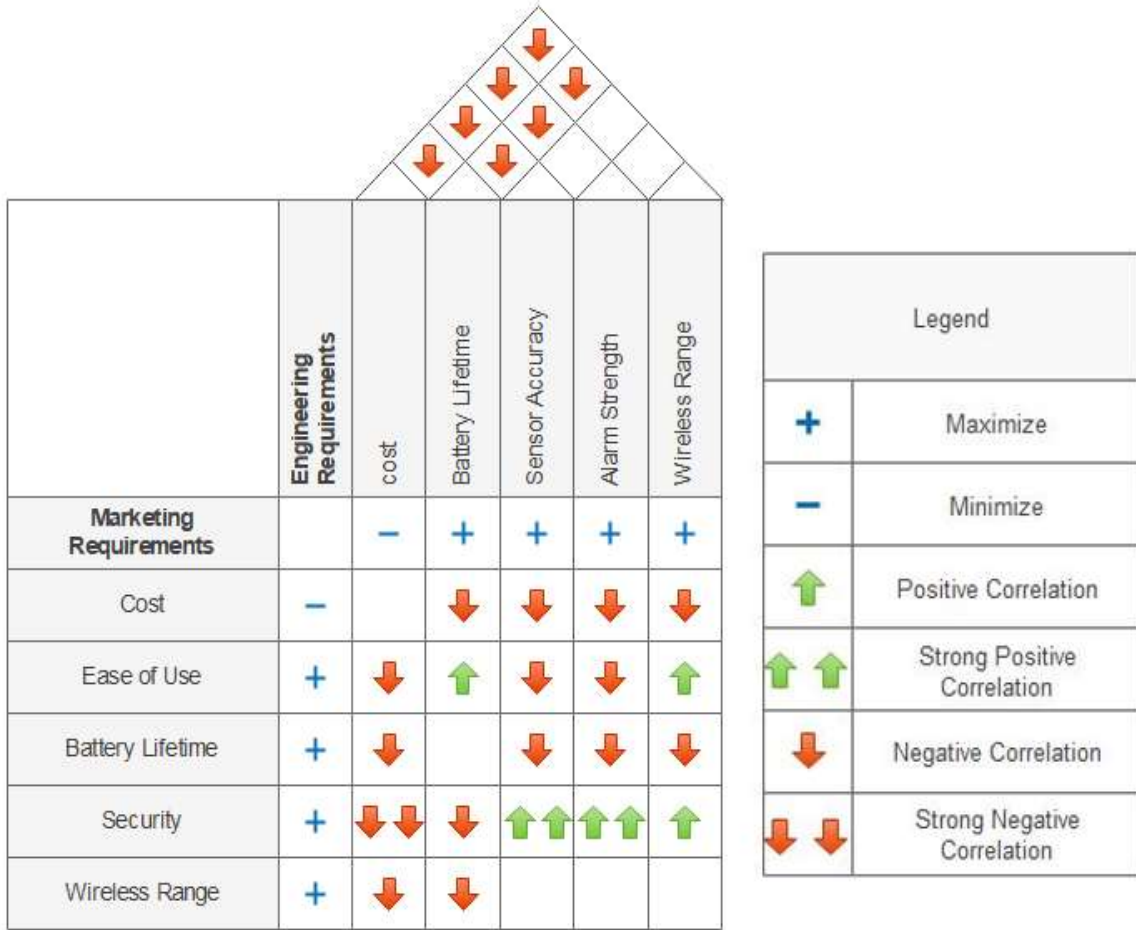 Engineering
Requirements
cost
Battery Lifetime
Sensor Accuracy
Alarm Strength
Wireless Range
Marketing
Requirements
− + + + +
Cost −
Ease of Use +
Battery Lifetime +
Security +
Wireless Range +
Legend
+ Maximize
− Minimize
Positive Correlation
Strong Positive
Correlation
Negative Correlation
Strong Negative
Correlation